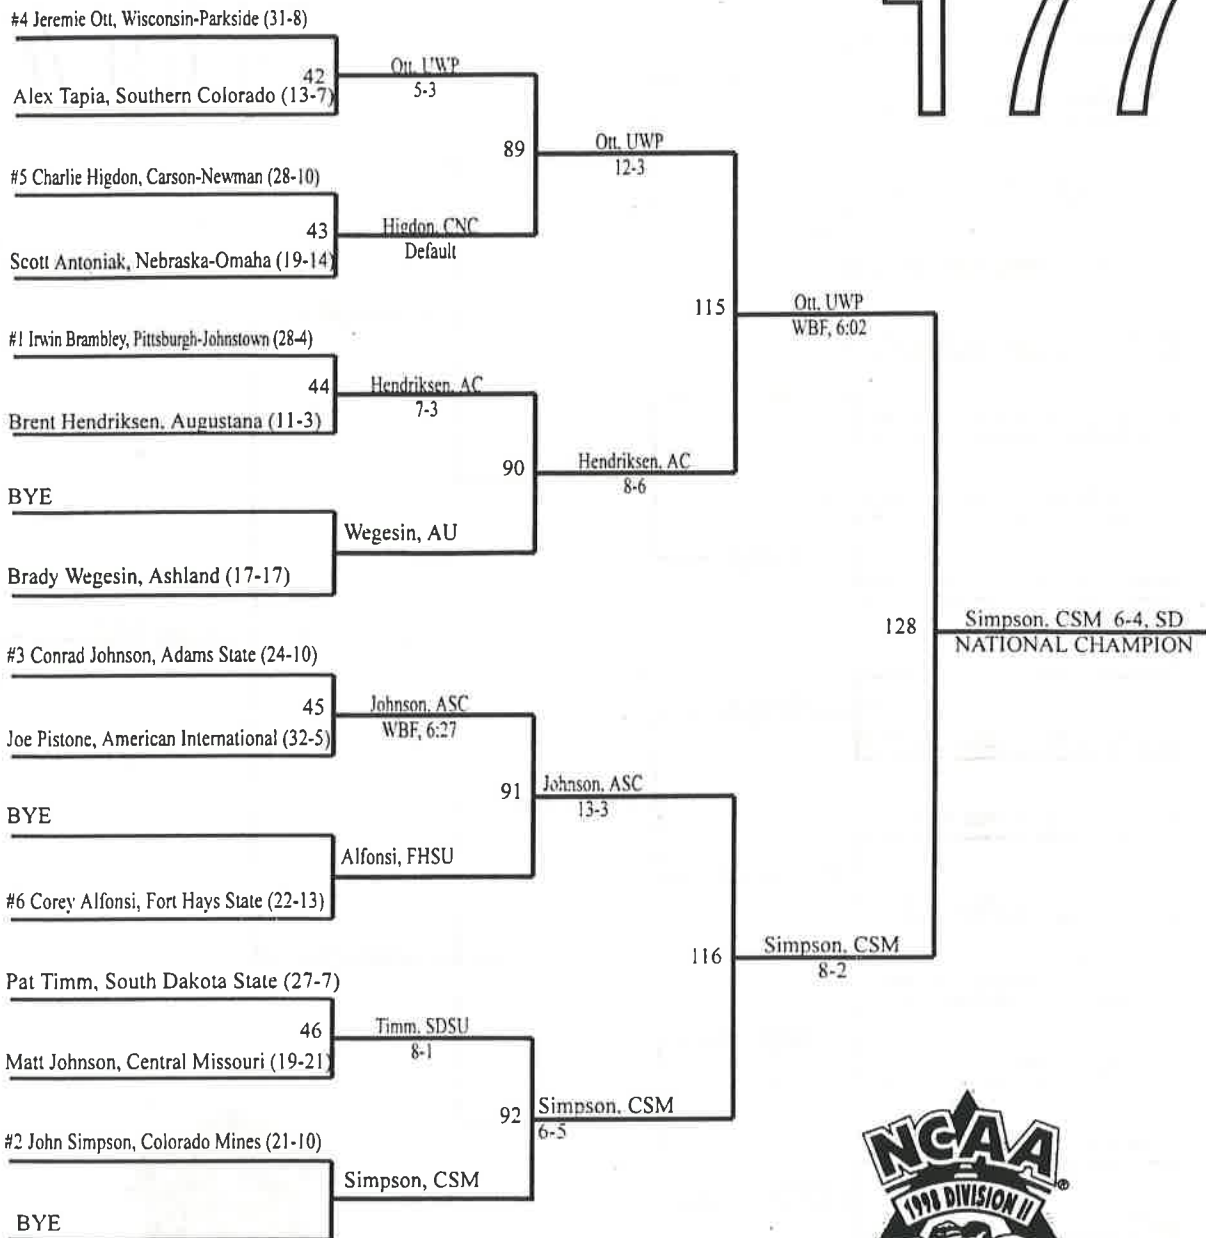 177
#4 Jeremie Ott, Wisconsin-Parkside (31-8)
42
Ott, UWP
5-3
Alex Tapia, Southern Colorado (13-7)
89
Ott, UWP
12-3
#5 Charlie Higdon, Carson-Newman (28-10)
43
Higdon, CNC
Default
Scott Antoniak, Nebraska-Omaha (19-14)
115
Ott, UWP
WBF, 6:02
#1 Irwin Brambley, Pittsburgh-Johnstown (28-4)
44
Hendriksen, AC
7-3
Brent Hendriksen, Augustana (11-3)
90
Hendriksen, AC
8-6
BYE
Wegesin, AU
Brady Wegesin, Ashland (17-17)
128
Simpson, CSM 6-4, SD
NATIONAL CHAMPION
#3 Conrad Johnson, Adams State (24-10)
45
Johnson, ASC
WBF, 6:27
Joe Pistone, American International (32-5)
91
Johnson, ASC
13-3
BYE
Alfonsi, FHSU
#6 Corey Alfonsi, Fort Hays State (22-13)
116
Simpson, CSM
8-2
Pat Timm, South Dakota State (27-7)
46
Timm, SDSU
8-1
Matt Johnson, Central Missouri (19-21)
92
Simpson, CSM
6-5
#2 John Simpson, Colorado Mines (21-10)
Simpson, CSM
BYE
NCAA
®
1998 DIVISION II